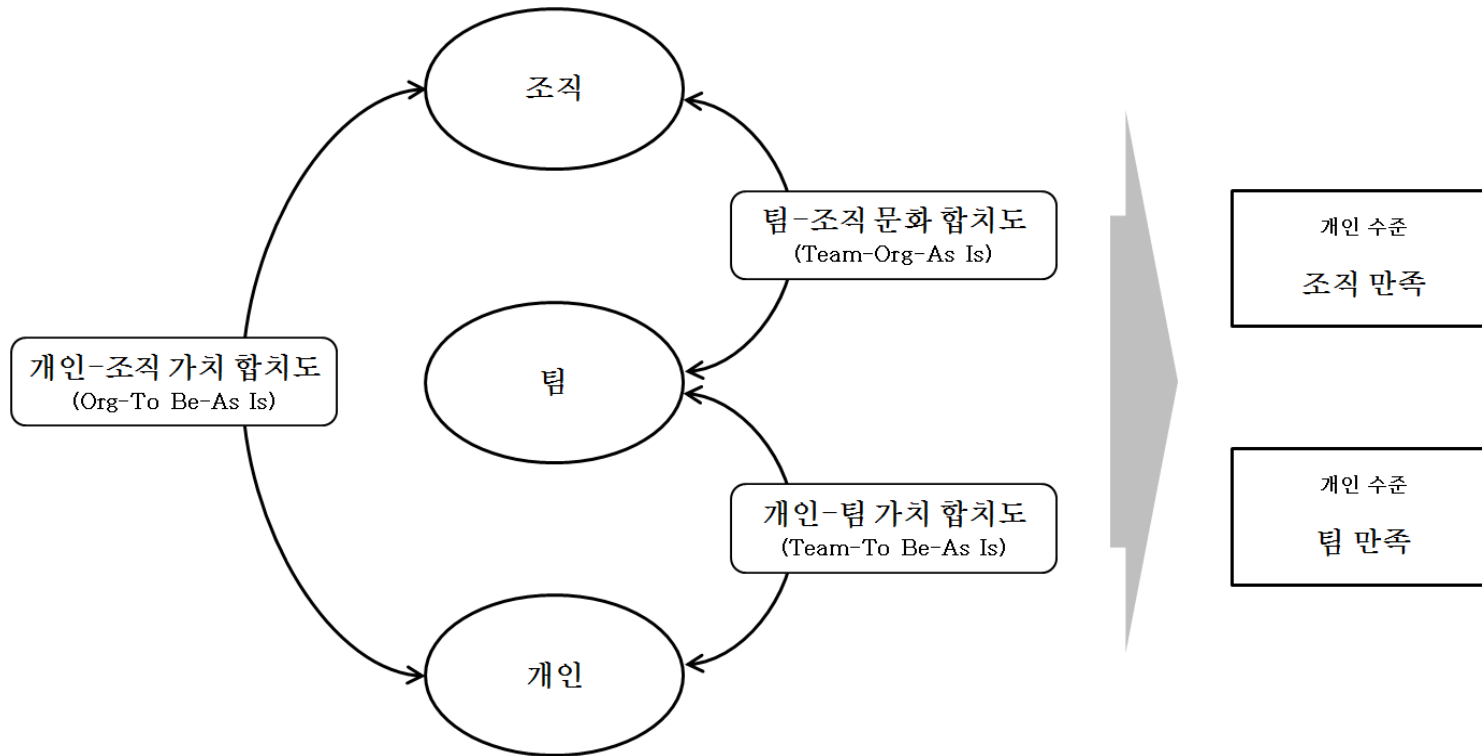 조직
팀-조직 문화 합치도
(Team-Org-As Is)
개인 수준
조직 만족
개인-조직 가치 합치도
(Org-To Be-As Is)
팀
개인-팀 가치 합치도
(Team-To Be-As Is)
개인 수준
팀 만족
개인